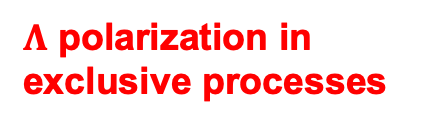 Λ polarization in
exclusive processes